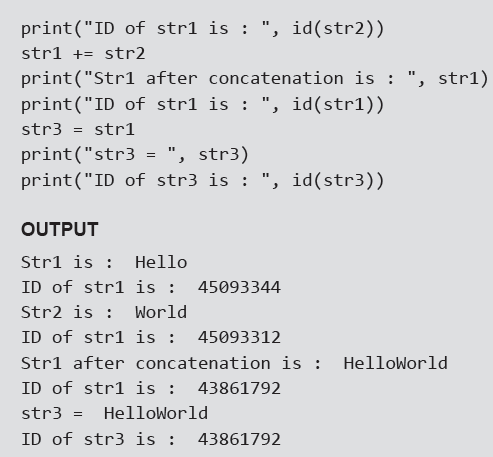 print("ID of str1 is : ", id(str2))
str1 += str2
print("Str1 after concatenation is : ", str1)
print("ID of str1 is : ", id(str1))
str3 = str1
print("str3 = ", str3)
print("ID of str3 is : ", id(str3))
OUTPUT
Str1 is :  Hello
ID of str1 is :  45093344
Str2 is :  World
ID of str1 is :  45093312
Str1 after concatenation is :  HelloWorld
ID of str1 is :  43861792
str3 =  HelloWorld
ID of str3 is :  43861792